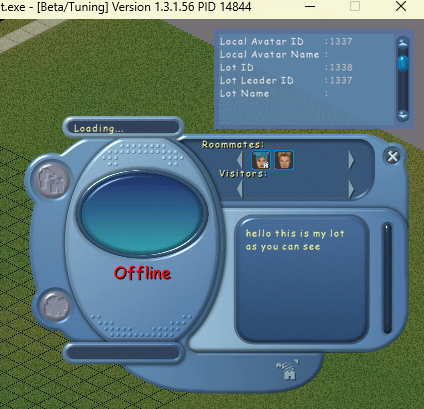 t.exe - [Beta/Tuning] Version 1.3.1.56 PID 14844
Local Avatar ID :1337
Local Avatar Name :
Lot ID :1338
Lot Leader ID :1337
Lot Name :
Loading...
Roommates:
Visitors:
Offline
hello this is my lot
as you can see